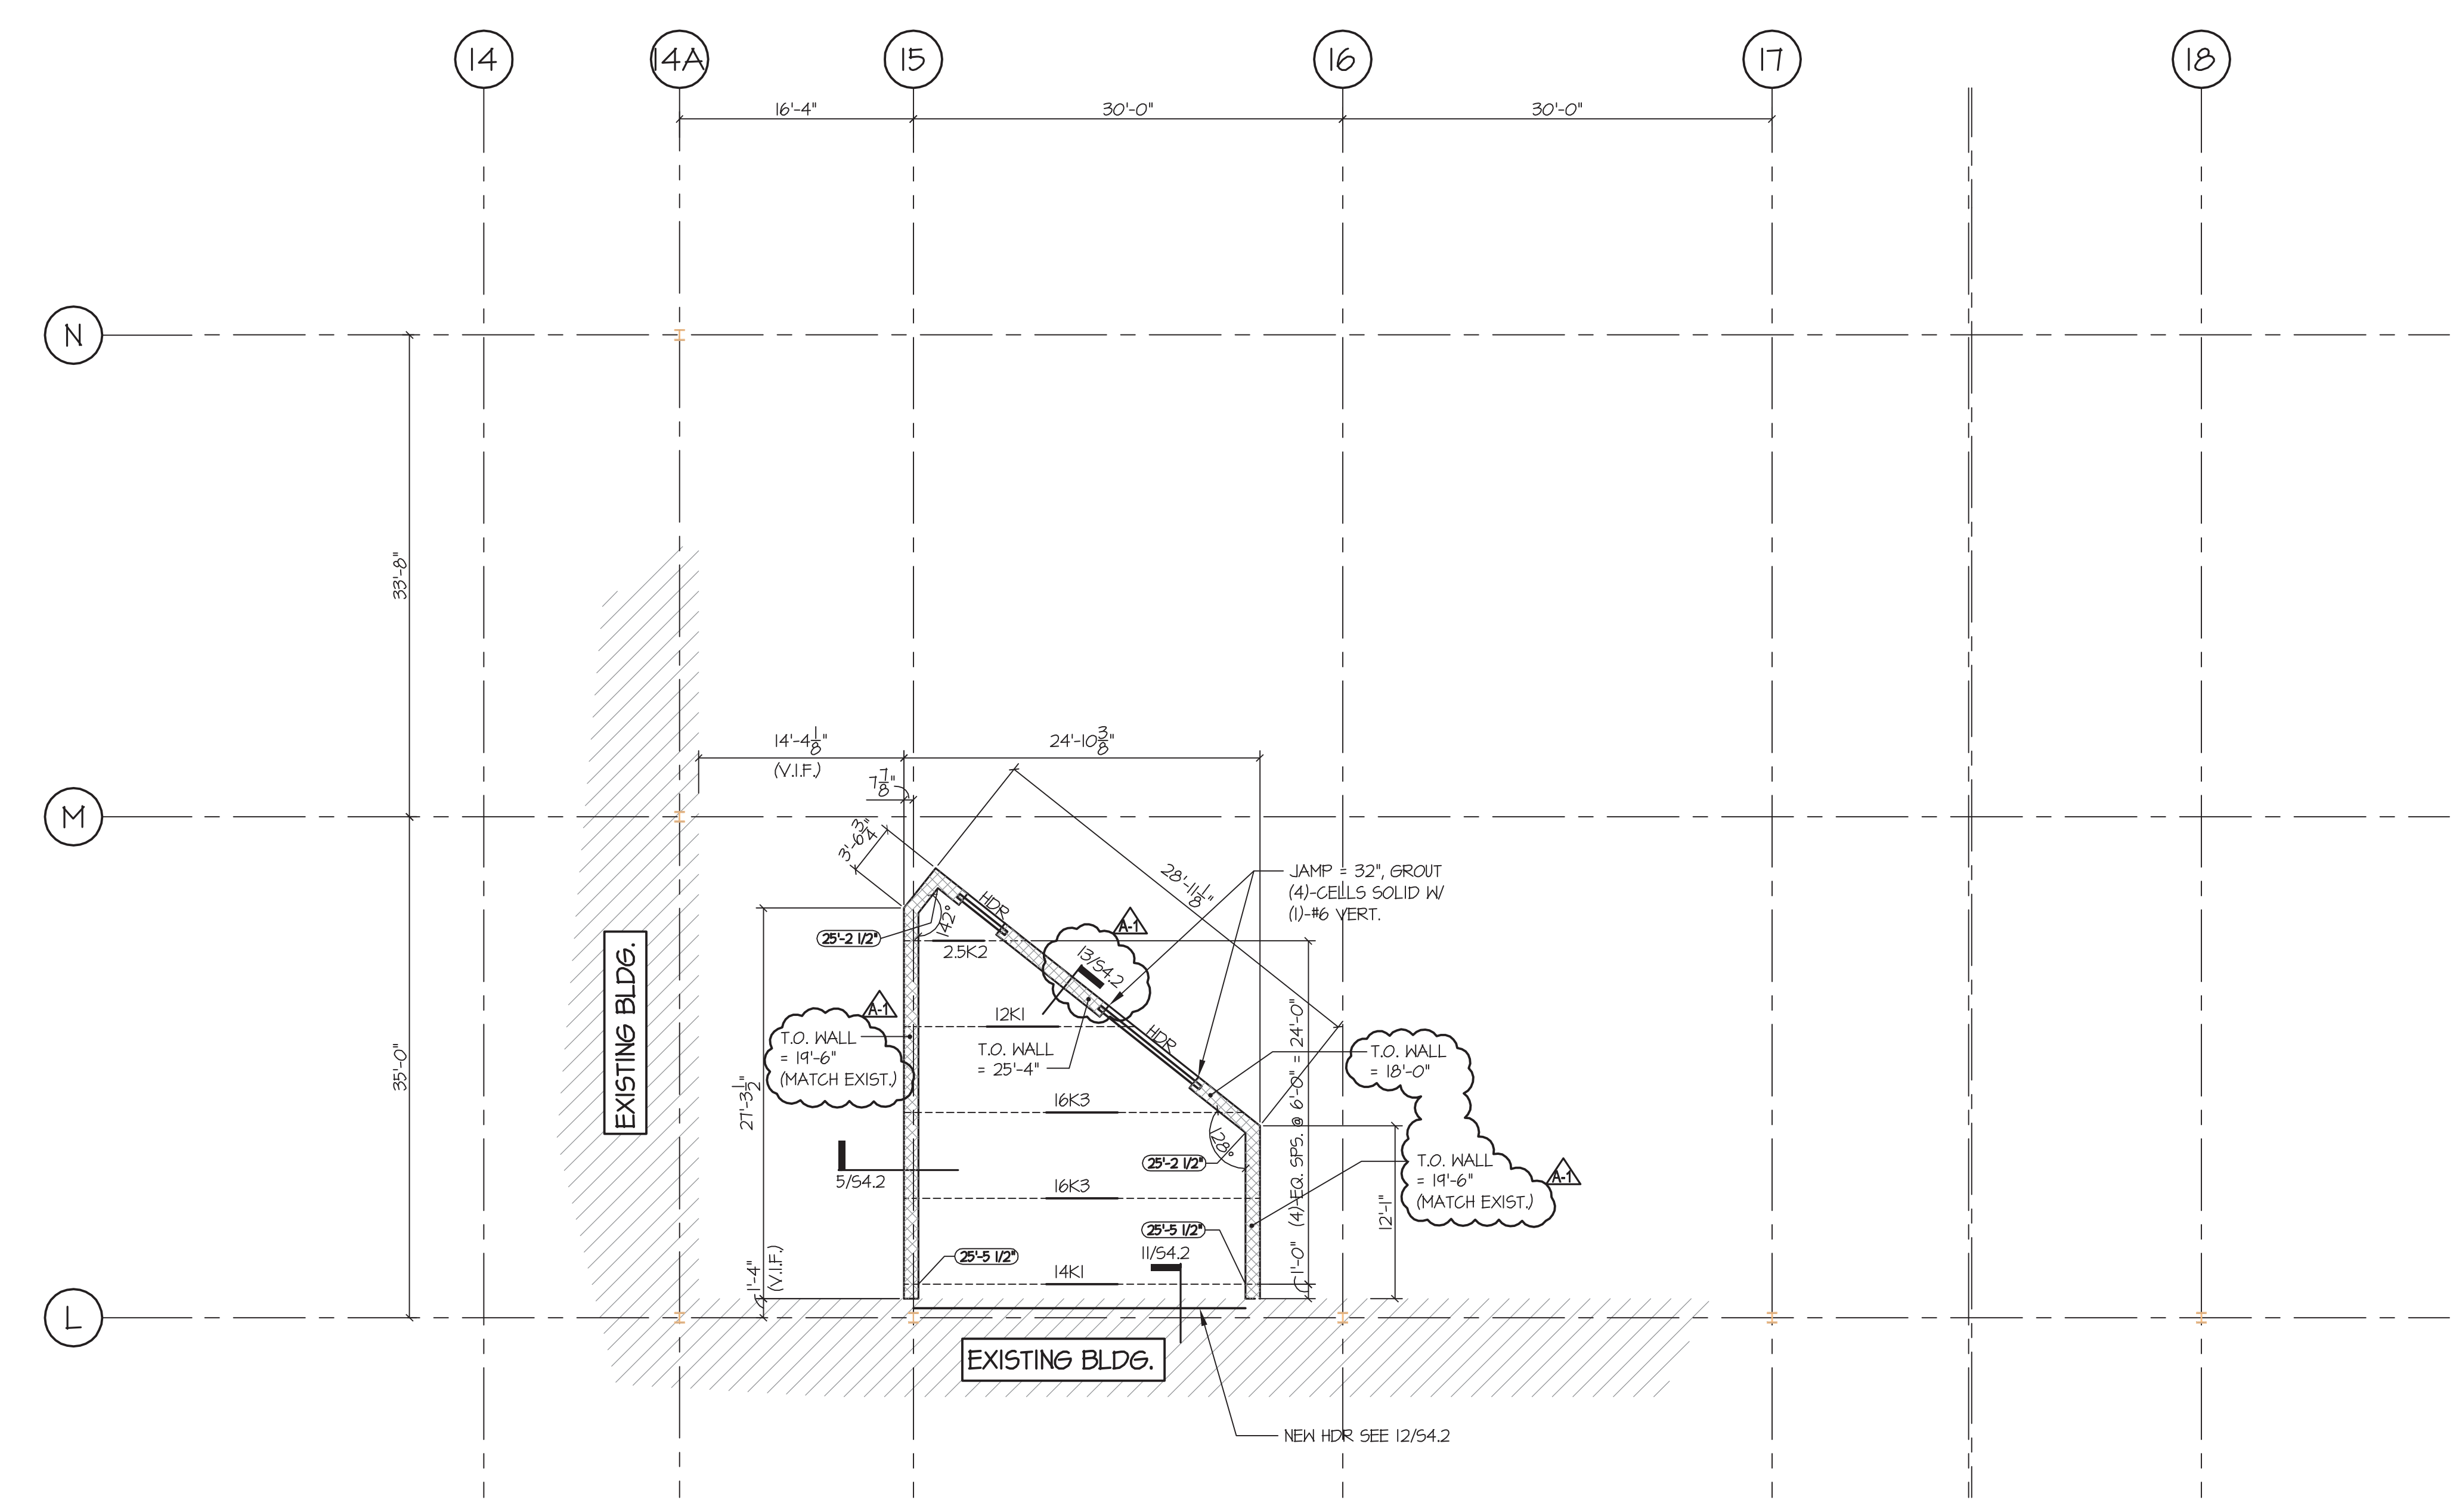 14
14A
15
16
17
18
16'-4"
30'-0"
30'-0"
N
33'-8"
14'-4 1/8"
(V.I.F.)
24'-10 3/8"
7 7/8"
M
3'-6 3/4"
28'-11 1/8"
JAMP = 32", GROUT
(4)-CELLS SOLID W/
(1)-#6 VERT.
HDR
142°
25'-2 1/2"
2.5K2
A-1
13/S4.2
EXISTING BLDG.
A-1
T.O. WALL
= 19'-6"
(MATCH EXIST.)
12K1
HDR
T.O. WALL
= 25'-4"
T.O. WALL
= 18'-0"
35'-0"
27'-3 1/2"
16K3
128°
(4)-EQ. SPS. @ 6'-0" = 24'-0"
25'-2 1/2"
T.O. WALL
= 19'-6"
(MATCH EXIST.)
A-1
5/S4.2
16K3
12'-1"
25'-5 1/2"
11/S4.2
25'-5 1/2"
14K1
1'-0"
1'-4"
(V.I.F.)
L
EXISTING BLDG.
NEW HDR SEE 12/S4.2